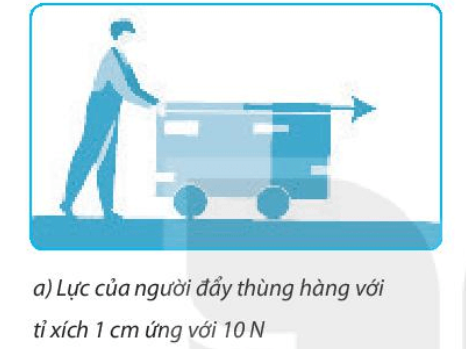 a) Lực của người đẩy thùng hàng với
tỉ xích 1 cm ứng với 10 N